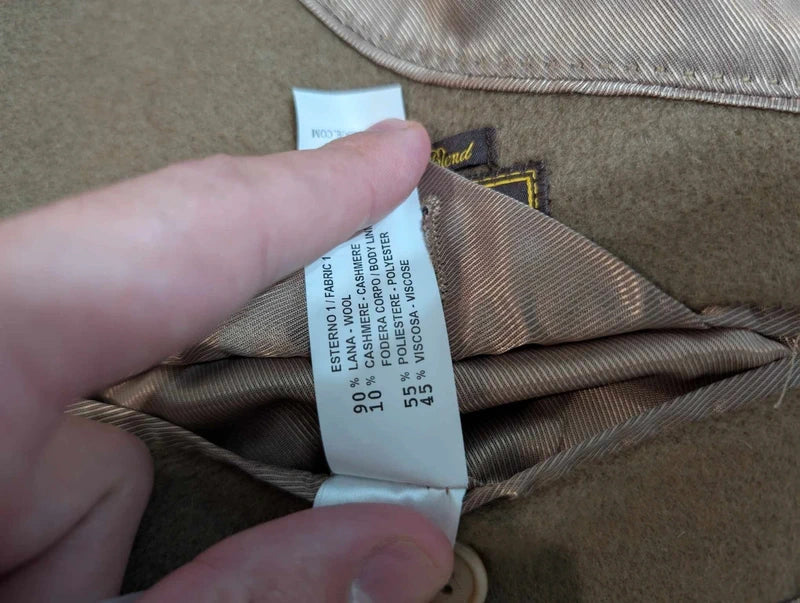 .COM
ESTERNO 1 / FABRIC 1
90 % LANA - WOOL
10 % CASHMERE - CASHMERE
FODERA CORPO / BODY LIN
55 % POLIESTERE - POLYESTER
45 % VISCOSA - VISCOSE
Blend